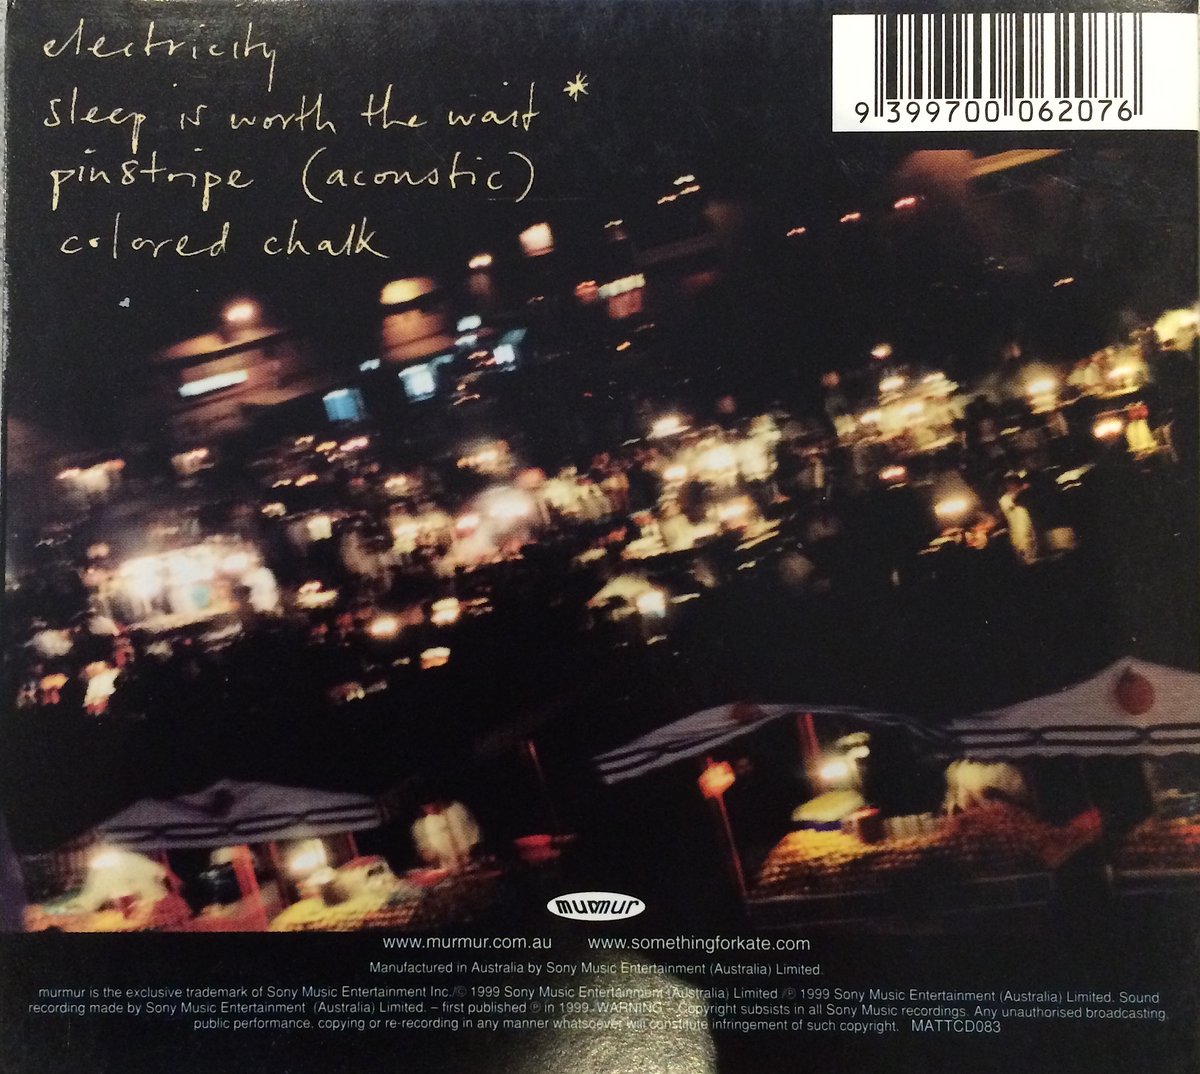 electricity
sleep is worth the wait *
pinstripe (acoustic)
colored chalk
9 399700 062076
murmur
www.murmur.com.au www.somethingforkate.com
Manufactured in Australia by Sony Music Entertainment (Australia) Limited.
murmur is the exclusive trademark of Sony Music Entertainment Inc./© 1999 Sony Music Entertainment (Australia) Limited /℗ 1999 Sony Music Entertainment (Australia) Limited. Sound
recording made by Sony Music Entertainment (Australia) Limited. – first published ℗ in 1999 -WARNING – Copyright subsists in all Sony Music recordings. Any unauthorised broadcasting,
public performance. copying or re-recording in any manner whatsoever will constitute infringement of such copyright. MATTCD083